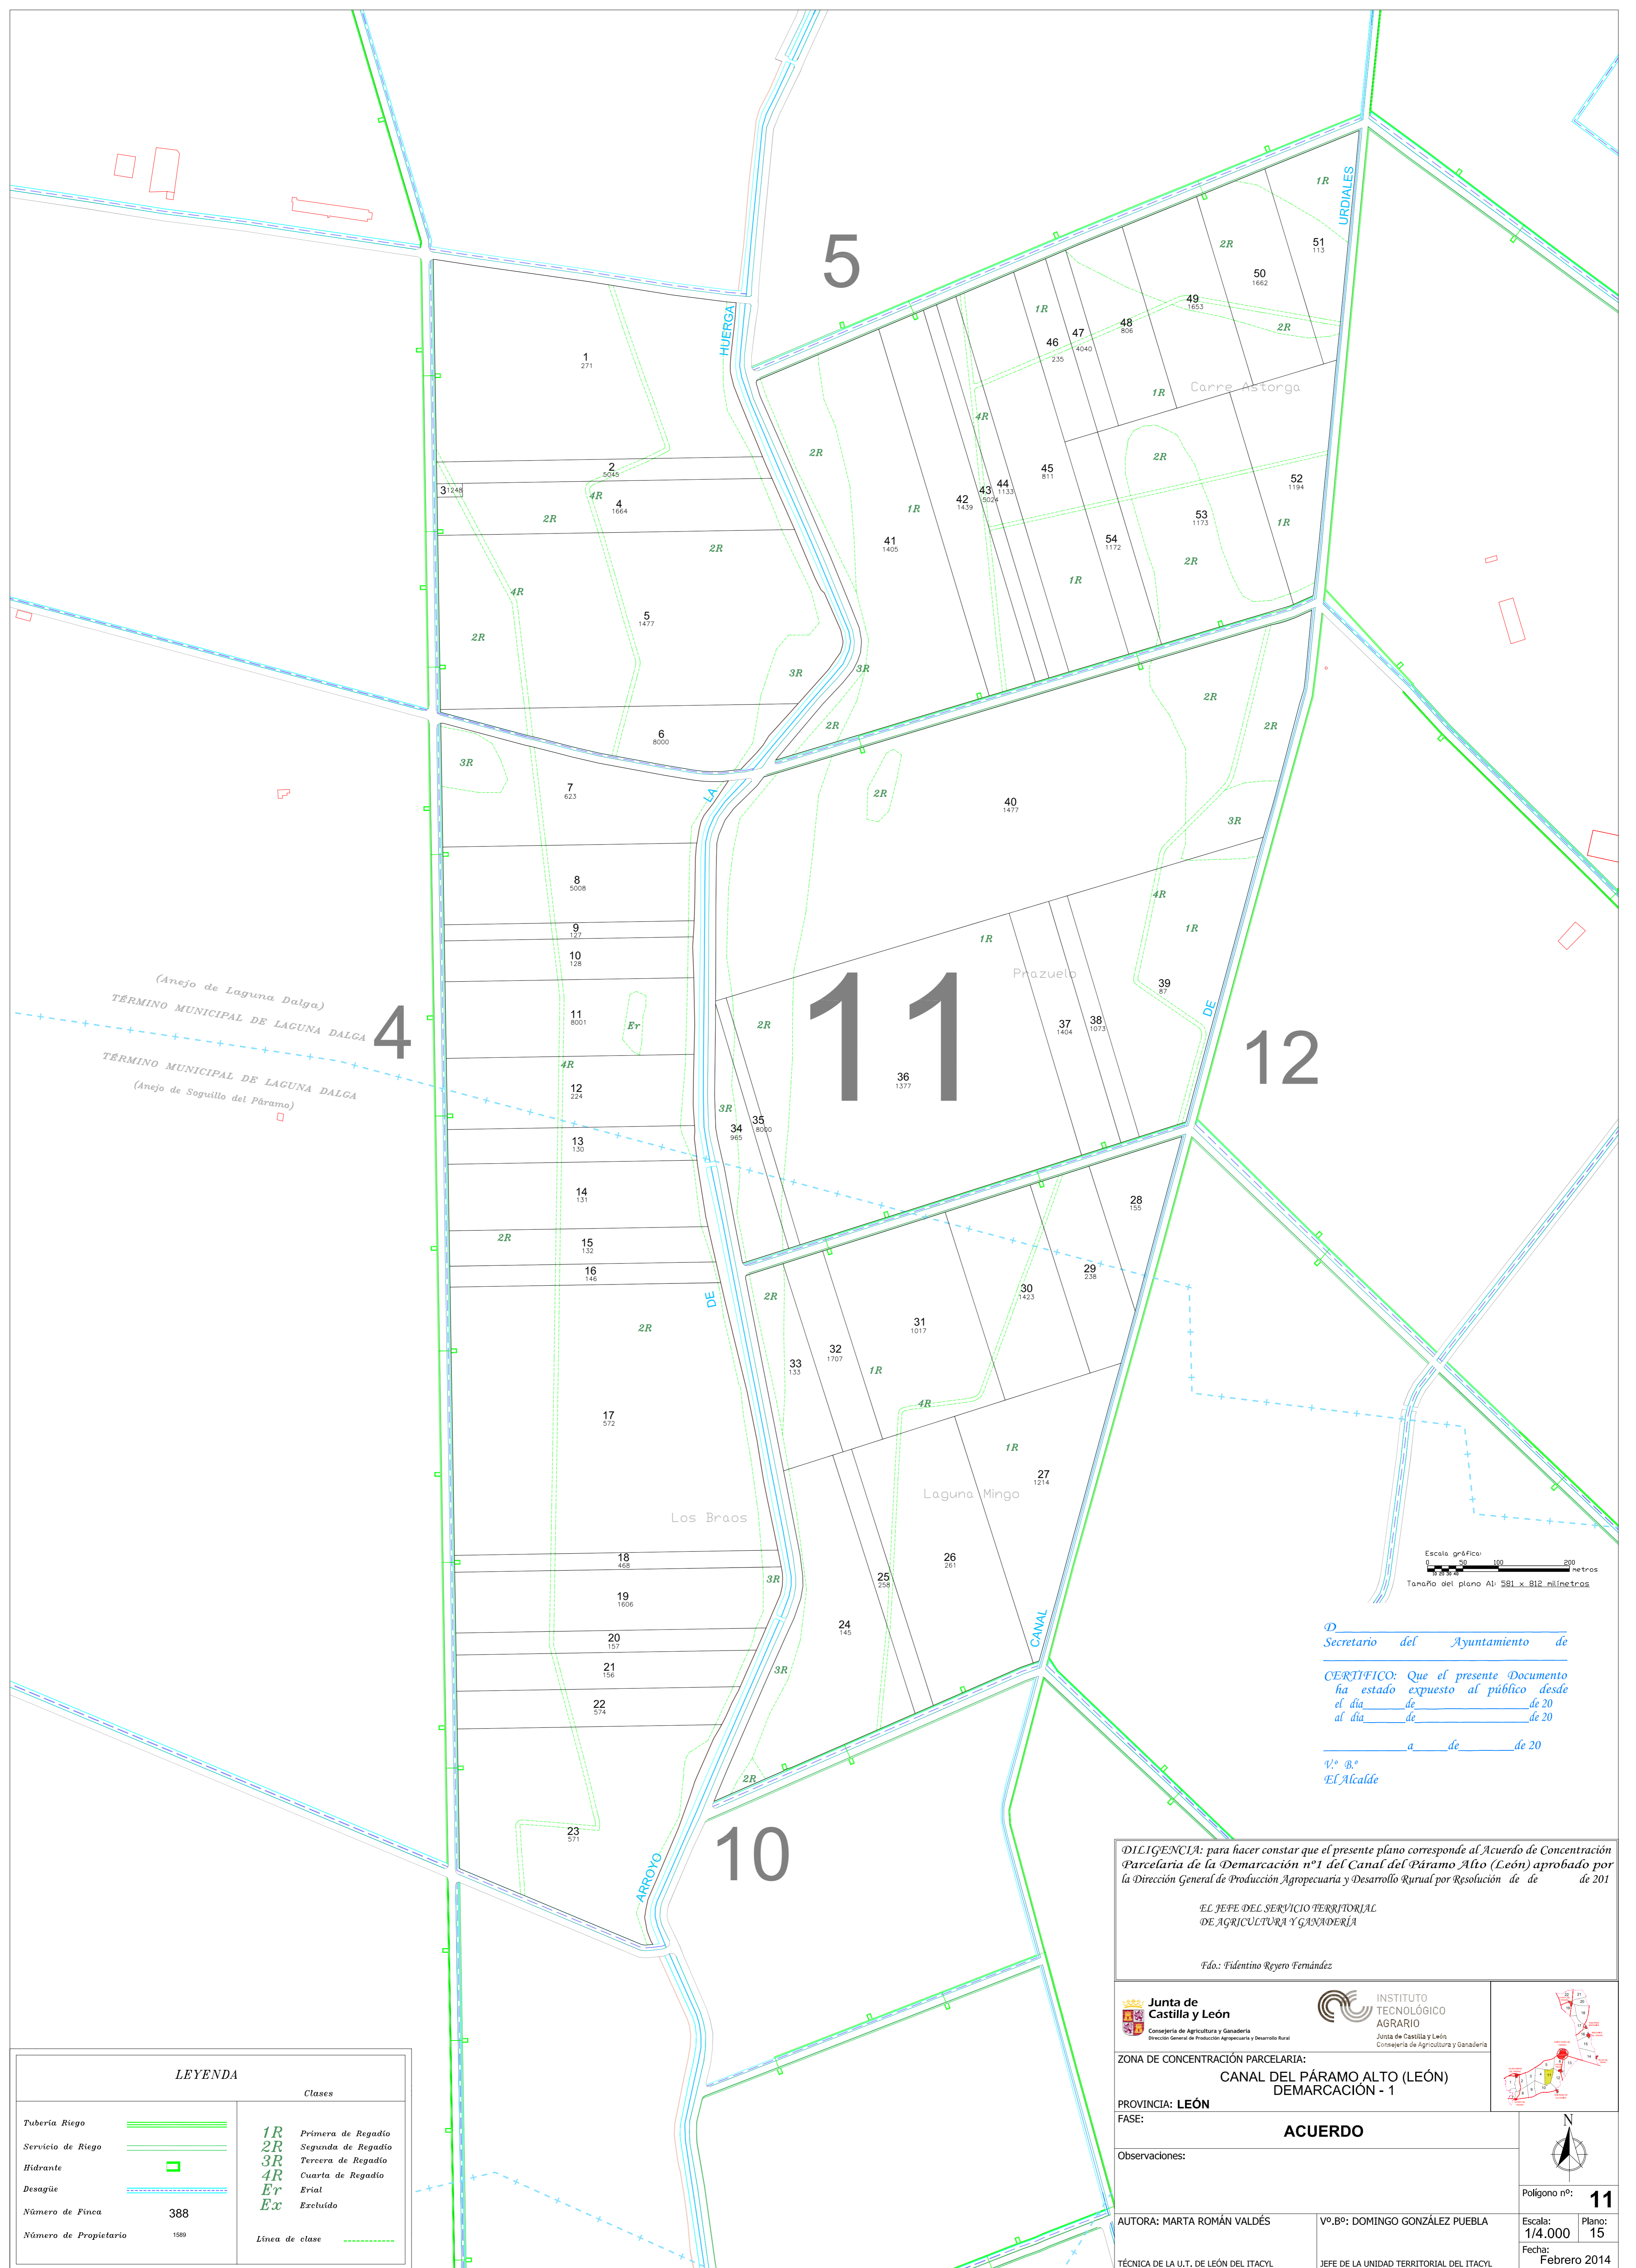 5
URDIALES
1R
51
113
2R
50
1662
HUERGA
49
1653
1R
48
806
47
4040
46
235
2R
1
271
Carre Astorga
1R
4R
2R
2R
2
5045
45
811
52
1194
3 1248
4R
44
1133
43
5024
42
1439
4
1664
1R
2R
53
1173
1R
41
1405
54
1172
2R
2R
1R
4R
5
1477
2R
3R
3R
2R
2R
2R
6
8000
3R
7
623
LA
2R
40
1477
3R
8
5008
4R
9
127
1R
1R
10
128
Prazuelo
39
87
(Anejo de Laguna Dalga)
TÉRMINO MUNICIPAL DE LAGUNA DALGA
4
11
8001
Er
2R
11
37
1404
38
1073
DE
12
TÉRMINO MUNICIPAL DE LAGUNA DALGA
(Anejo de Soguillo del Páramo)
4R
12
224
36
1377
3R
35
8000
34
965
13
130
14
131
28
155
2R
15
132
16
146
29
238
DE
2R
30
1423
2R
31
1017
32
1707
33
133
1R
4R
17
572
1R
27
1214
Laguna Mingo
Los Braos
18
468
26
261
3R
25
258
19
1606
24
145
CANAL
20
157
21
156
3R
22
574
2R
23
571
10
ARROYO
Escala gráfica:
0 50 100 200
10 20 30 40
metros
Tamaño del plano A1: 581 x 812 milímetros
D
Secretario del Ayuntamiento de
CERTIFICO: Que el presente Documento
ha estado expuesto al público desde
el día de de 20
al día de de 20
a de de 20
V.º B.º
El Alcalde
DILIGENCIA: para hacer constar que el presente plano corresponde al Acuerdo de Concentración
Parcelaria de la Demarcación nº1 del Canal del Páramo Alto (León) aprobado por
la Dirección General de Producción Agropecuaria y Desarrollo Rurual por Resolución de de de 201
EL JEFE DEL SERVICIO TERRITORIAL
DE AGRICULTURA Y GANADERÍA
Fdo.: Fidentino Reyero Fernández
Junta de
Castilla y León
Consejería de Agricultura y Ganadería
Dirección General de Producción Agropecuaria y Desarrollo Rural
INSTITUTO
TECNOLÓGICO
AGRARIO
Junta de Castilla y León
Consejería de Agricultura y Ganadería
ZONA DE CONCENTRACIÓN PARCELARIA:
CANAL DEL PÁRAMO ALTO (LEÓN)
DEMARCACIÓN - 1
PROVINCIA: LEÓN
FASE:
ACUERDO
Observaciones:
N
Polígono nº:
11
AUTORA: MARTA ROMÁN VALDÉS
TÉCNICA DE LA U.T. DE LEÓN DEL ITACYL
Vº.Bº: DOMINGO GONZÁLEZ PUEBLA
JEFE DE LA UNIDAD TERRITORIAL DEL ITACYL
Escala:
1/4.000
Plano:
15
Fecha:
Febrero 2014
LEYENDA
Clases
Tubería Riego
Servicio de Riego
Hidrante
Desagüe
Número de Finca 388
Número de Propietario 1589
1R Primera de Regadío
2R Segunda de Regadío
3R Tercera de Regadío
4R Cuarta de Regadío
Er Erial
Ex Excluído
Línea de clase